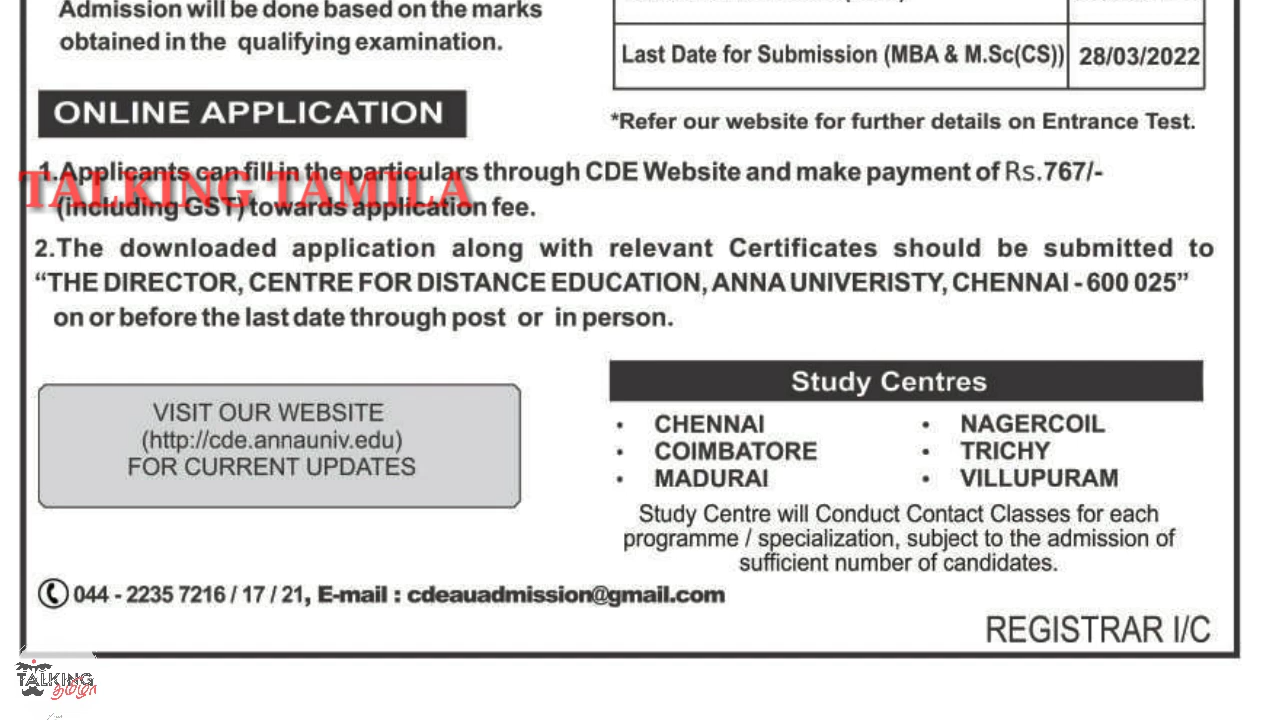 Admission will be done based on the marks
obtained in the qualifying examination.
Last Date for Submission (MBA & M.Sc(CS)) 28/03/2022
ONLINE APPLICATION
*Refer our website for further details on Entrance Test.
1.Applicants can fill in the particulars through CDE Website and make payment of Rs.767/-
TALKING TAMILA
(including GST) towards application fee.
2.The downloaded application along with relevant Certificates should be submitted to
“THE DIRECTOR, CENTRE FOR DISTANCE EDUCATION, ANNA UNIVERISTY, CHENNAI - 600 025”
on or before the last date through post or in person.
Study Centres
VISIT OUR WEBSITE
(http://cde.annauniv.edu)
FOR CURRENT UPDATES
• CHENNAI • NAGERCOIL
• COIMBATORE • TRICHY
• MADURAI • VILLUPURAM
Study Centre will Conduct Contact Classes for each
programme / specialization, subject to the admission of
sufficient number of candidates.
044 - 2235 7216 / 17 / 21, E-mail : cdeauadmission@gmail.com
REGISTRAR I/C
TALKING
தமிழா